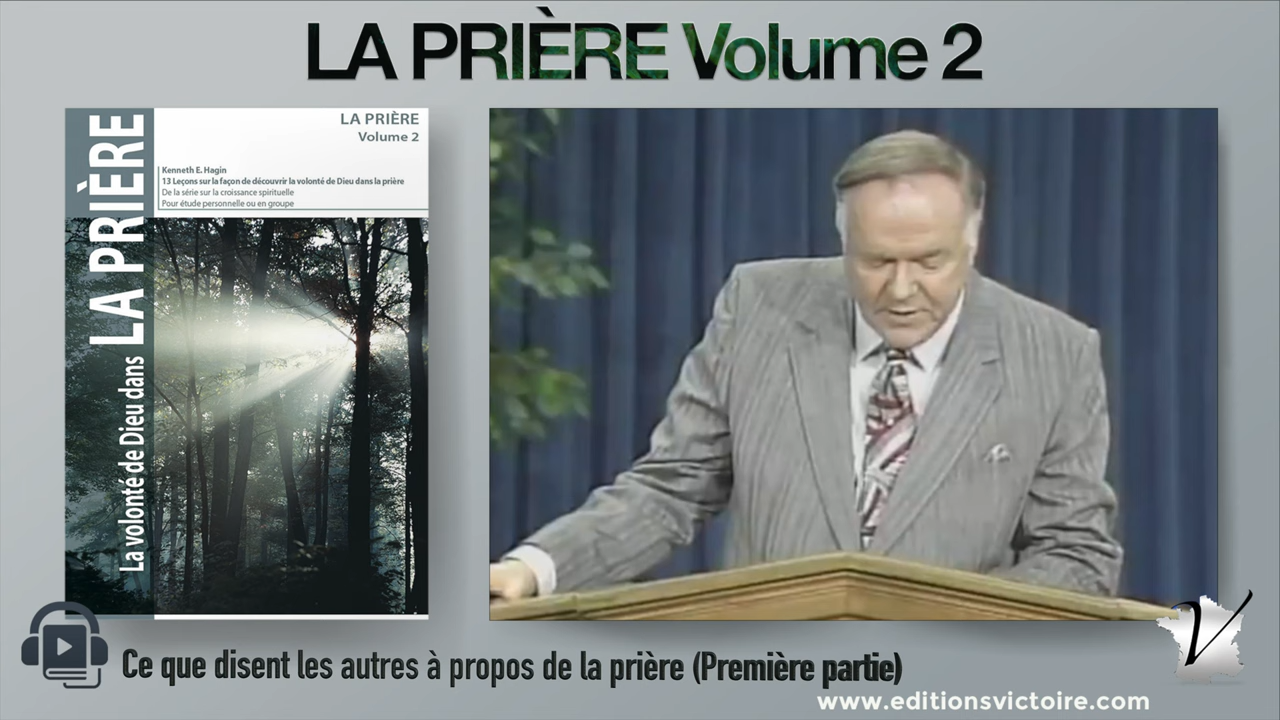 LA PRIÈRE Volume 2
LA PRIÈRE
Volume 2
Kenneth E. Hagin
13 Leçons sur la façon de découvrir la volonté de Dieu dans la prière
De la série sur la croissance spirituelle
Pour étude personnelle ou en groupe
La volonté de Dieu dans LA PRIÈRE
V
Ce que disent les autres à propos de la prière (Première partie)
www.editionsvictoire.com